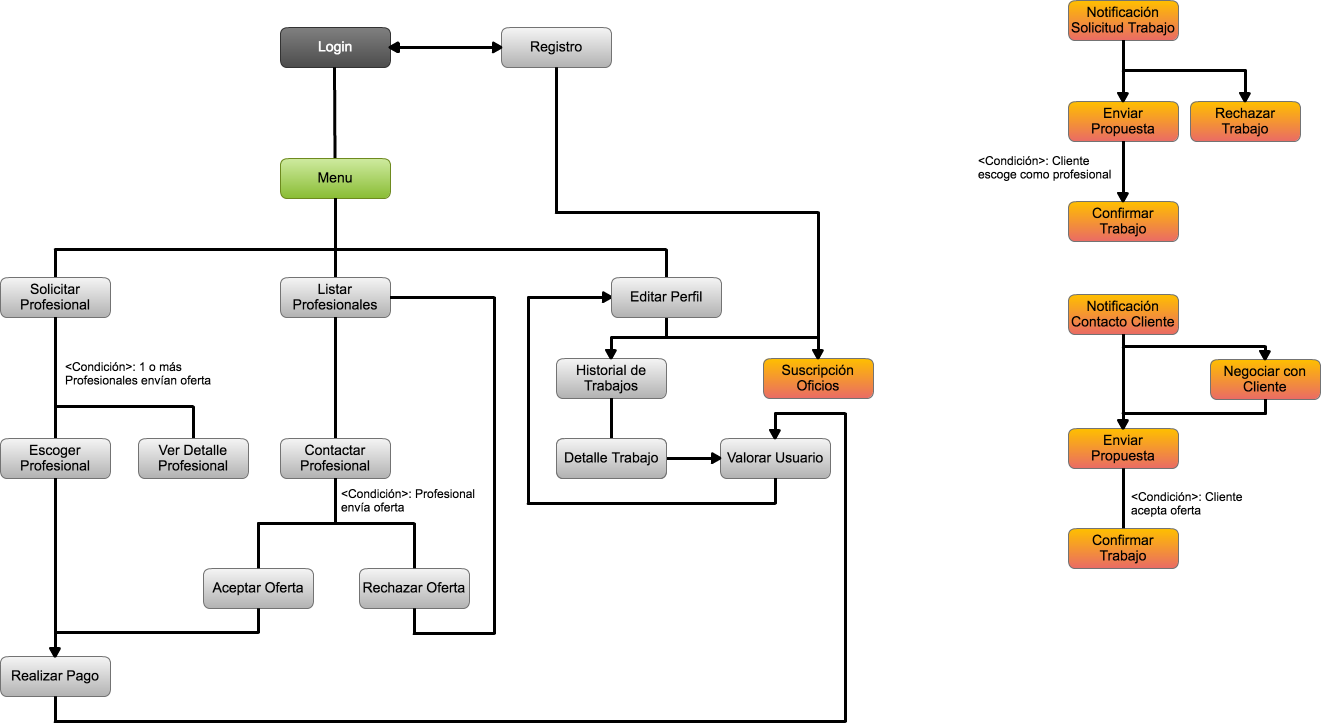 Login
Registro
Menu
Solicitar
Profesional
Listar
Profesionales
Editar Perfil
<Condición>: 1 o más
Profesionales envían oferta
Historial de
Trabajos
Suscripción
Oficios
Escoger
Profesional
Ver Detalle
Profesional
Contactar
Profesional
Detalle Trabajo
Valorar Usuario
<Condición>: Profesional
envía oferta
Aceptar Oferta
Rechazar Oferta
Realizar Pago
Notificación
Solicitud Trabajo
Enviar
Propuesta
Rechazar
Trabajo
<Condición>: Cliente
escoge como profesional
Confirmar
Trabajo
Notificación
Contacto Cliente
Negociar con
Cliente
Enviar
Propuesta
<Condición>: Cliente
acepta oferta
Confirmar
Trabajo